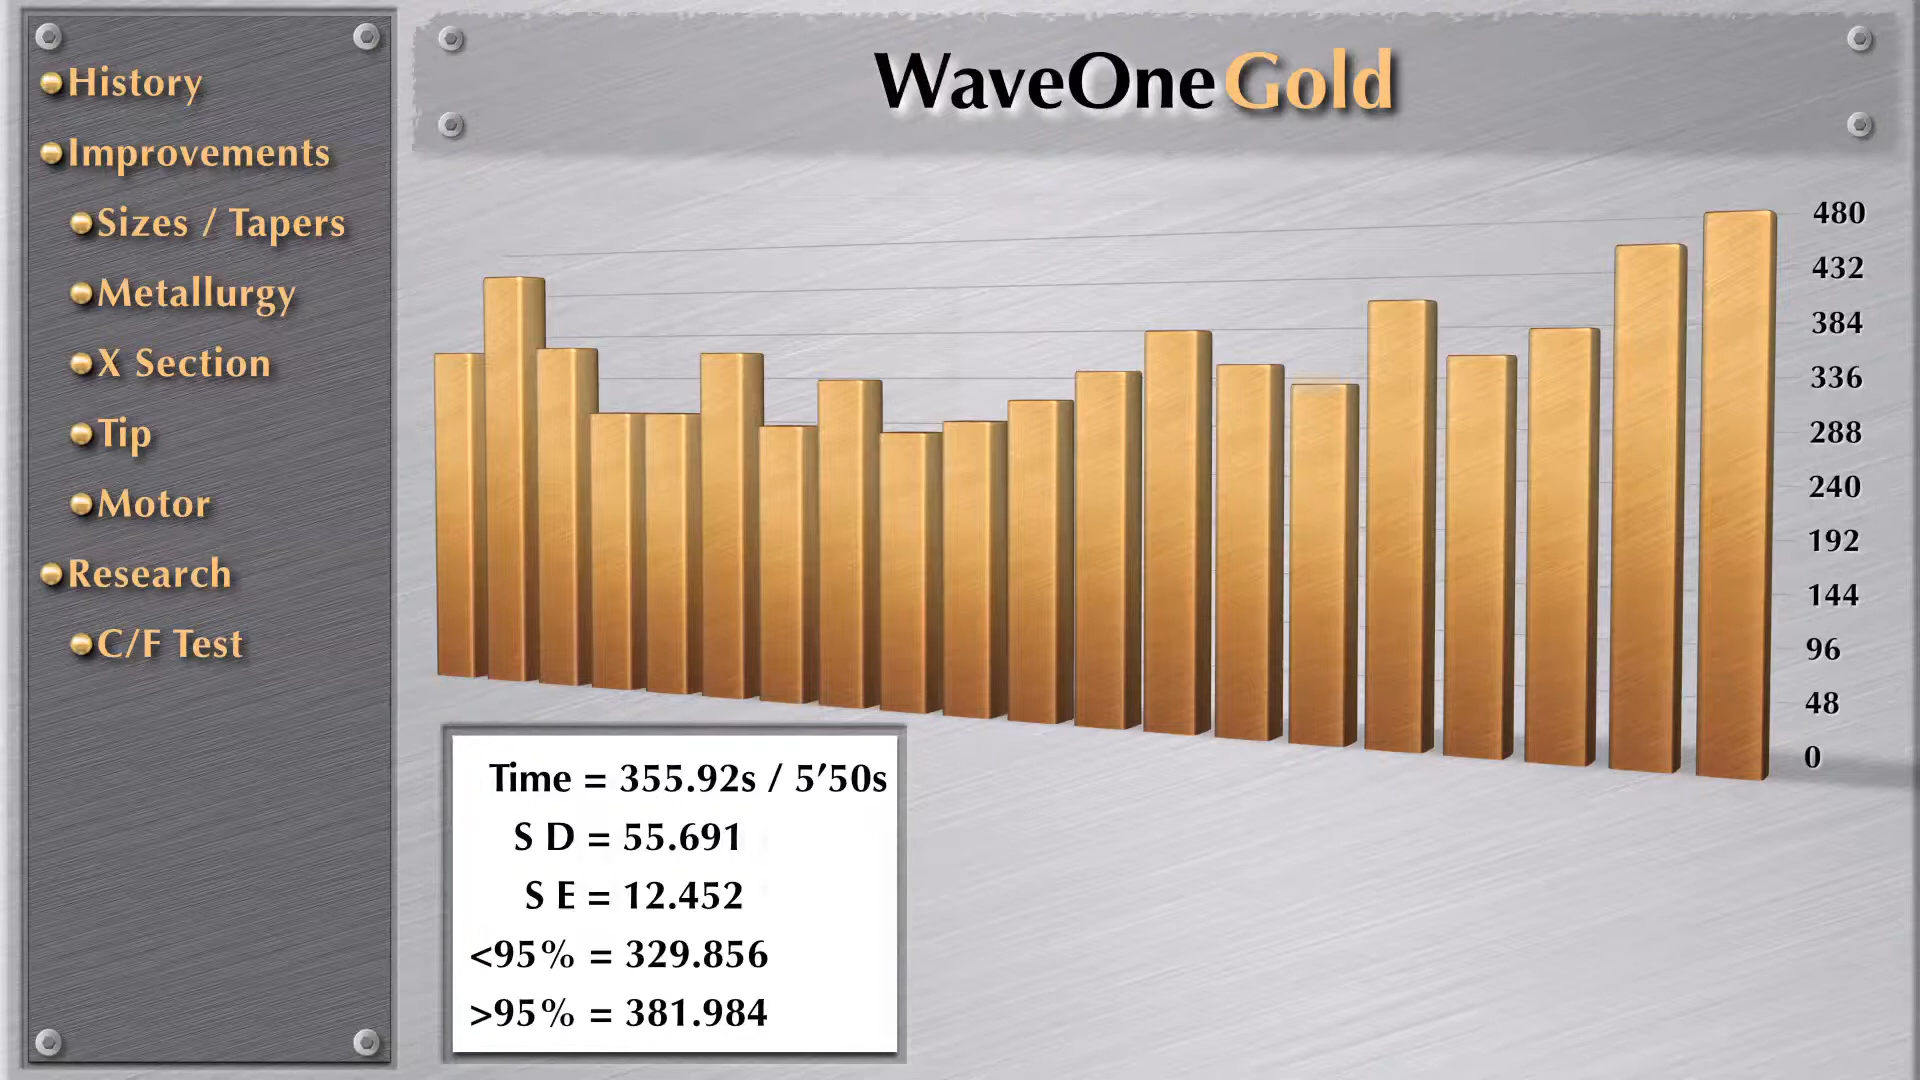 History
Improvements
Sizes / Tapers
Metallurgy
X Section
Tip
Motor
Research
C/F Test
WaveOne Gold
480
432
384
336
288
240
192
144
96
48
0
Time = 355.92s / 5′50s
S D = 55.691
S E = 12.452
<95% = 329.856
>95% = 381.984